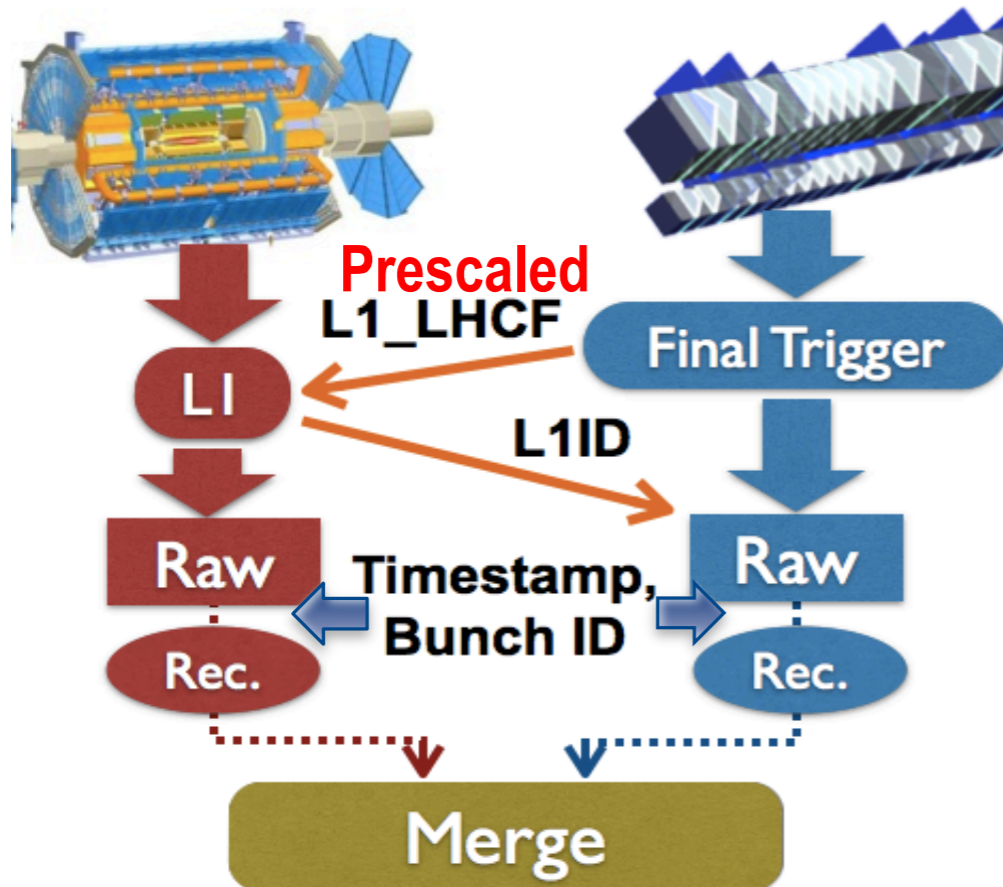 Prescaled
L1_LHCF
Final Trigger
L1
L1ID
Raw
Raw
Timestamp,
Bunch ID
Rec.
Rec.
Merge